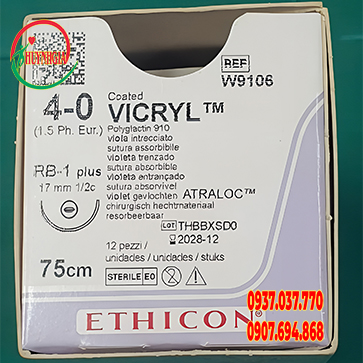 HUYNHGIA
REF
W9106
4-0
(1.5 Ph. Eur.)
Coated
VICRYL™
Polyglactin 910
viola intrecciato
sutura assorbibile
violeta trenzado
sutura absorbible
violeta entrançado
sutura absorvível
violet gevlochten ATRALOC™
chirurgisch hechtmateriaal
resorbeerbaar
RB-1 plus
17 mm 1/2c
LOT THBBXSD0
2028-12
75cm
12 pezzi /
unidades / unidades / stuks
STERILE EO
ETHICON
0937.037.770
0907.694.868